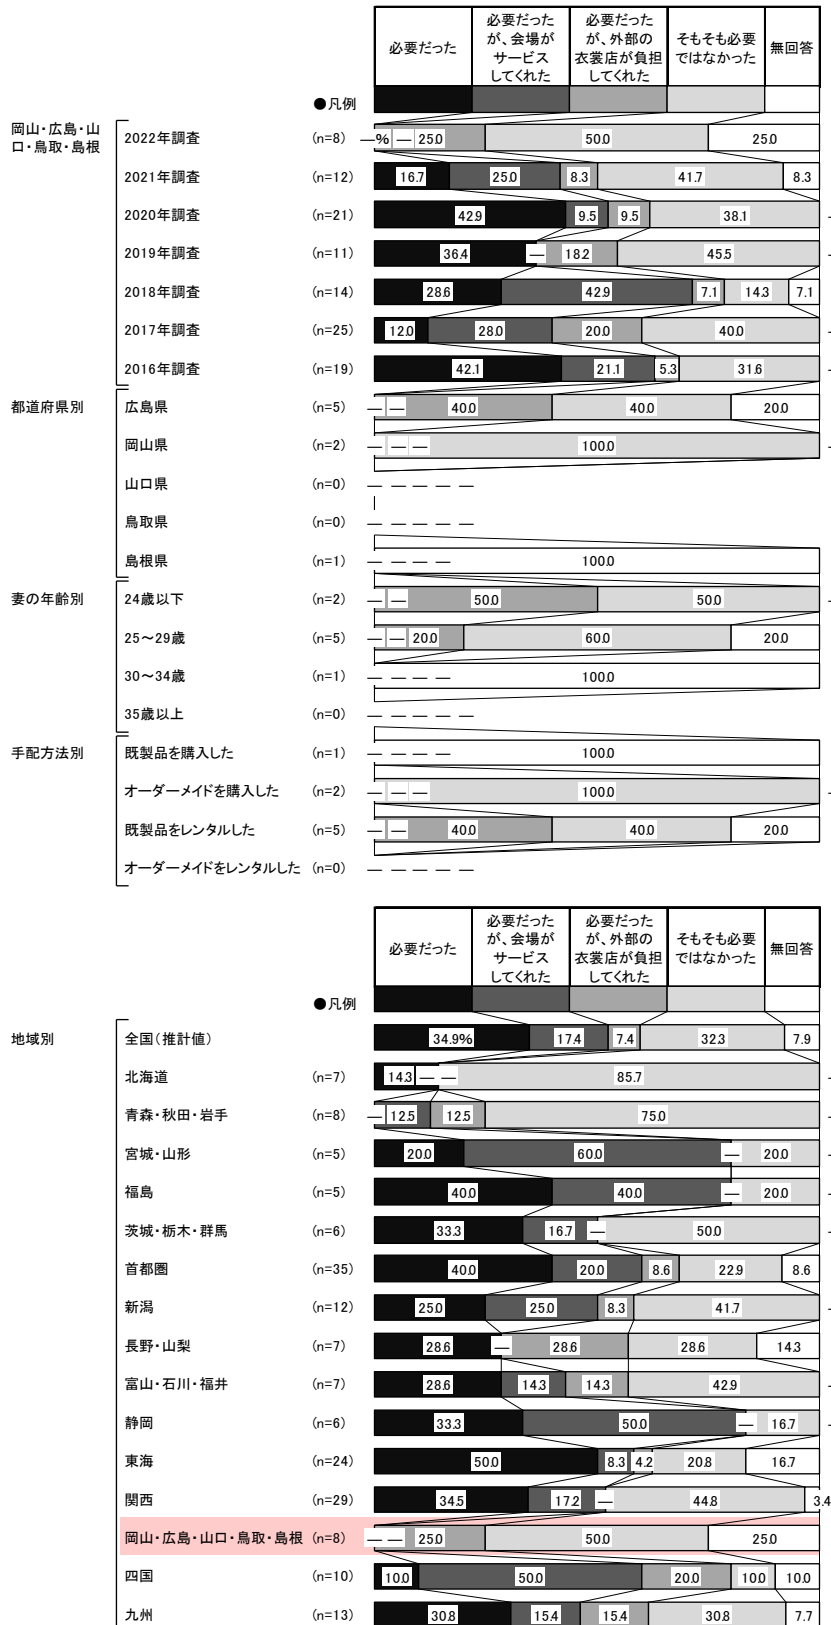 必要だった
必要だった
が、会場が
サービス
してくれた
必要だった
が、外部の
衣裳店が負担
してくれた
そもそも必要
ではなかった
無回答
●凡例
岡山・広島・山
口・鳥取・島根
2022年調査 (n=8) —% — 25.0 50.0 25.0
2021年調査 (n=12) 16.7 25.0 8.3 41.7 8.3
2020年調査 (n=21) 42.9 9.5 9.5 38.1 —
2019年調査 (n=11) 36.4 — 18.2 45.5 —
2018年調査 (n=14) 28.6 42.9 7.1 14.3 7.1
2017年調査 (n=25) 12.0 28.0 20.0 40.0 —
2016年調査 (n=19) 42.1 21.1 5.3 31.6 —
都道府県別 広島県 (n=5) — — 40.0 40.0 20.0
岡山県 (n=2) — — — 100.0 —
山口県 (n=0) — — — — —
鳥取県 (n=0) — — — — —
島根県 (n=1) — — — — 100.0
妻の年齢別 24歳以下 (n=2) — — 50.0 50.0 —
25〜29歳 (n=5) — — 20.0 60.0 20.0
30〜34歳 (n=1) — — — — 100.0
35歳以上 (n=0) — — — — —
手配方法別 既製品を購入した (n=1) — — — — 100.0
オーダーメイドを購入した (n=2) — — — 100.0 —
既製品をレンタルした (n=5) — — 40.0 40.0 20.0
オーダーメイドをレンタルした (n=0) — — — — —
必要だった
必要だった
が、会場が
サービス
してくれた
必要だった
が、外部の
衣裳店が負担
してくれた
そもそも必要
ではなかった
無回答
●凡例
地域別 全国(推計値) 34.9% 17.4 7.4 32.3 7.9
北海道 (n=7) 14.3 — — 85.7 —
青森・秋田・岩手 (n=8) — 12.5 12.5 75.0 —
宮城・山形 (n=5) 20.0 60.0 — 20.0 —
福島 (n=5) 40.0 40.0 — 20.0 —
茨城・栃木・群馬 (n=6) 33.3 16.7 — 50.0 —
首都圏 (n=35) 40.0 20.0 8.6 22.9 8.6
新潟 (n=12) 25.0 25.0 8.3 41.7 —
長野・山梨 (n=7) 28.6 — 28.6 28.6 14.3
富山・石川・福井 (n=7) 28.6 14.3 14.3 42.9 —
静岡 (n=6) 33.3 50.0 — 16.7 —
東海 (n=24) 50.0 8.3 4.2 20.8 16.7
関西 (n=29) 34.5 17.2 — 44.8 3.4
岡山・広島・山口・鳥取・島根 (n=8) — — 25.0 50.0 25.0
四国 (n=10) 10.0 50.0 20.0 10.0 10.0
九州 (n=13) 30.8 15.4 15.4 30.8 7.7